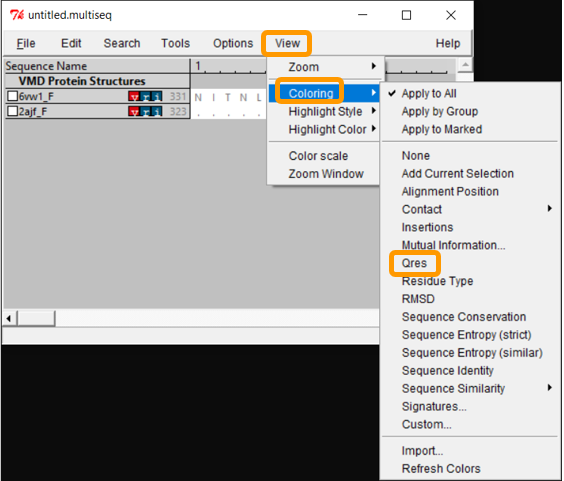 untitled.multiseq
File Edit Search Tools Options View Help
Sequence Name 1
VMD Protein Structures
6vw1_F 331 N I T N L
2ajf_F 323 . . . . .
Zoom
Coloring
Highlight Style
Highlight Color
Color scale
Zoom Window
Apply to All
Apply by Group
Apply to Marked
None
Add Current Selection
Alignment Position
Contact
Insertions
Mutual Information...
Qres
Residue Type
RMSD
Sequence Conservation
Sequence Entropy (strict)
Sequence Entropy (similar)
Sequence Identity
Sequence Similarity
Signatures...
Custom...
Import...
Refresh Colors